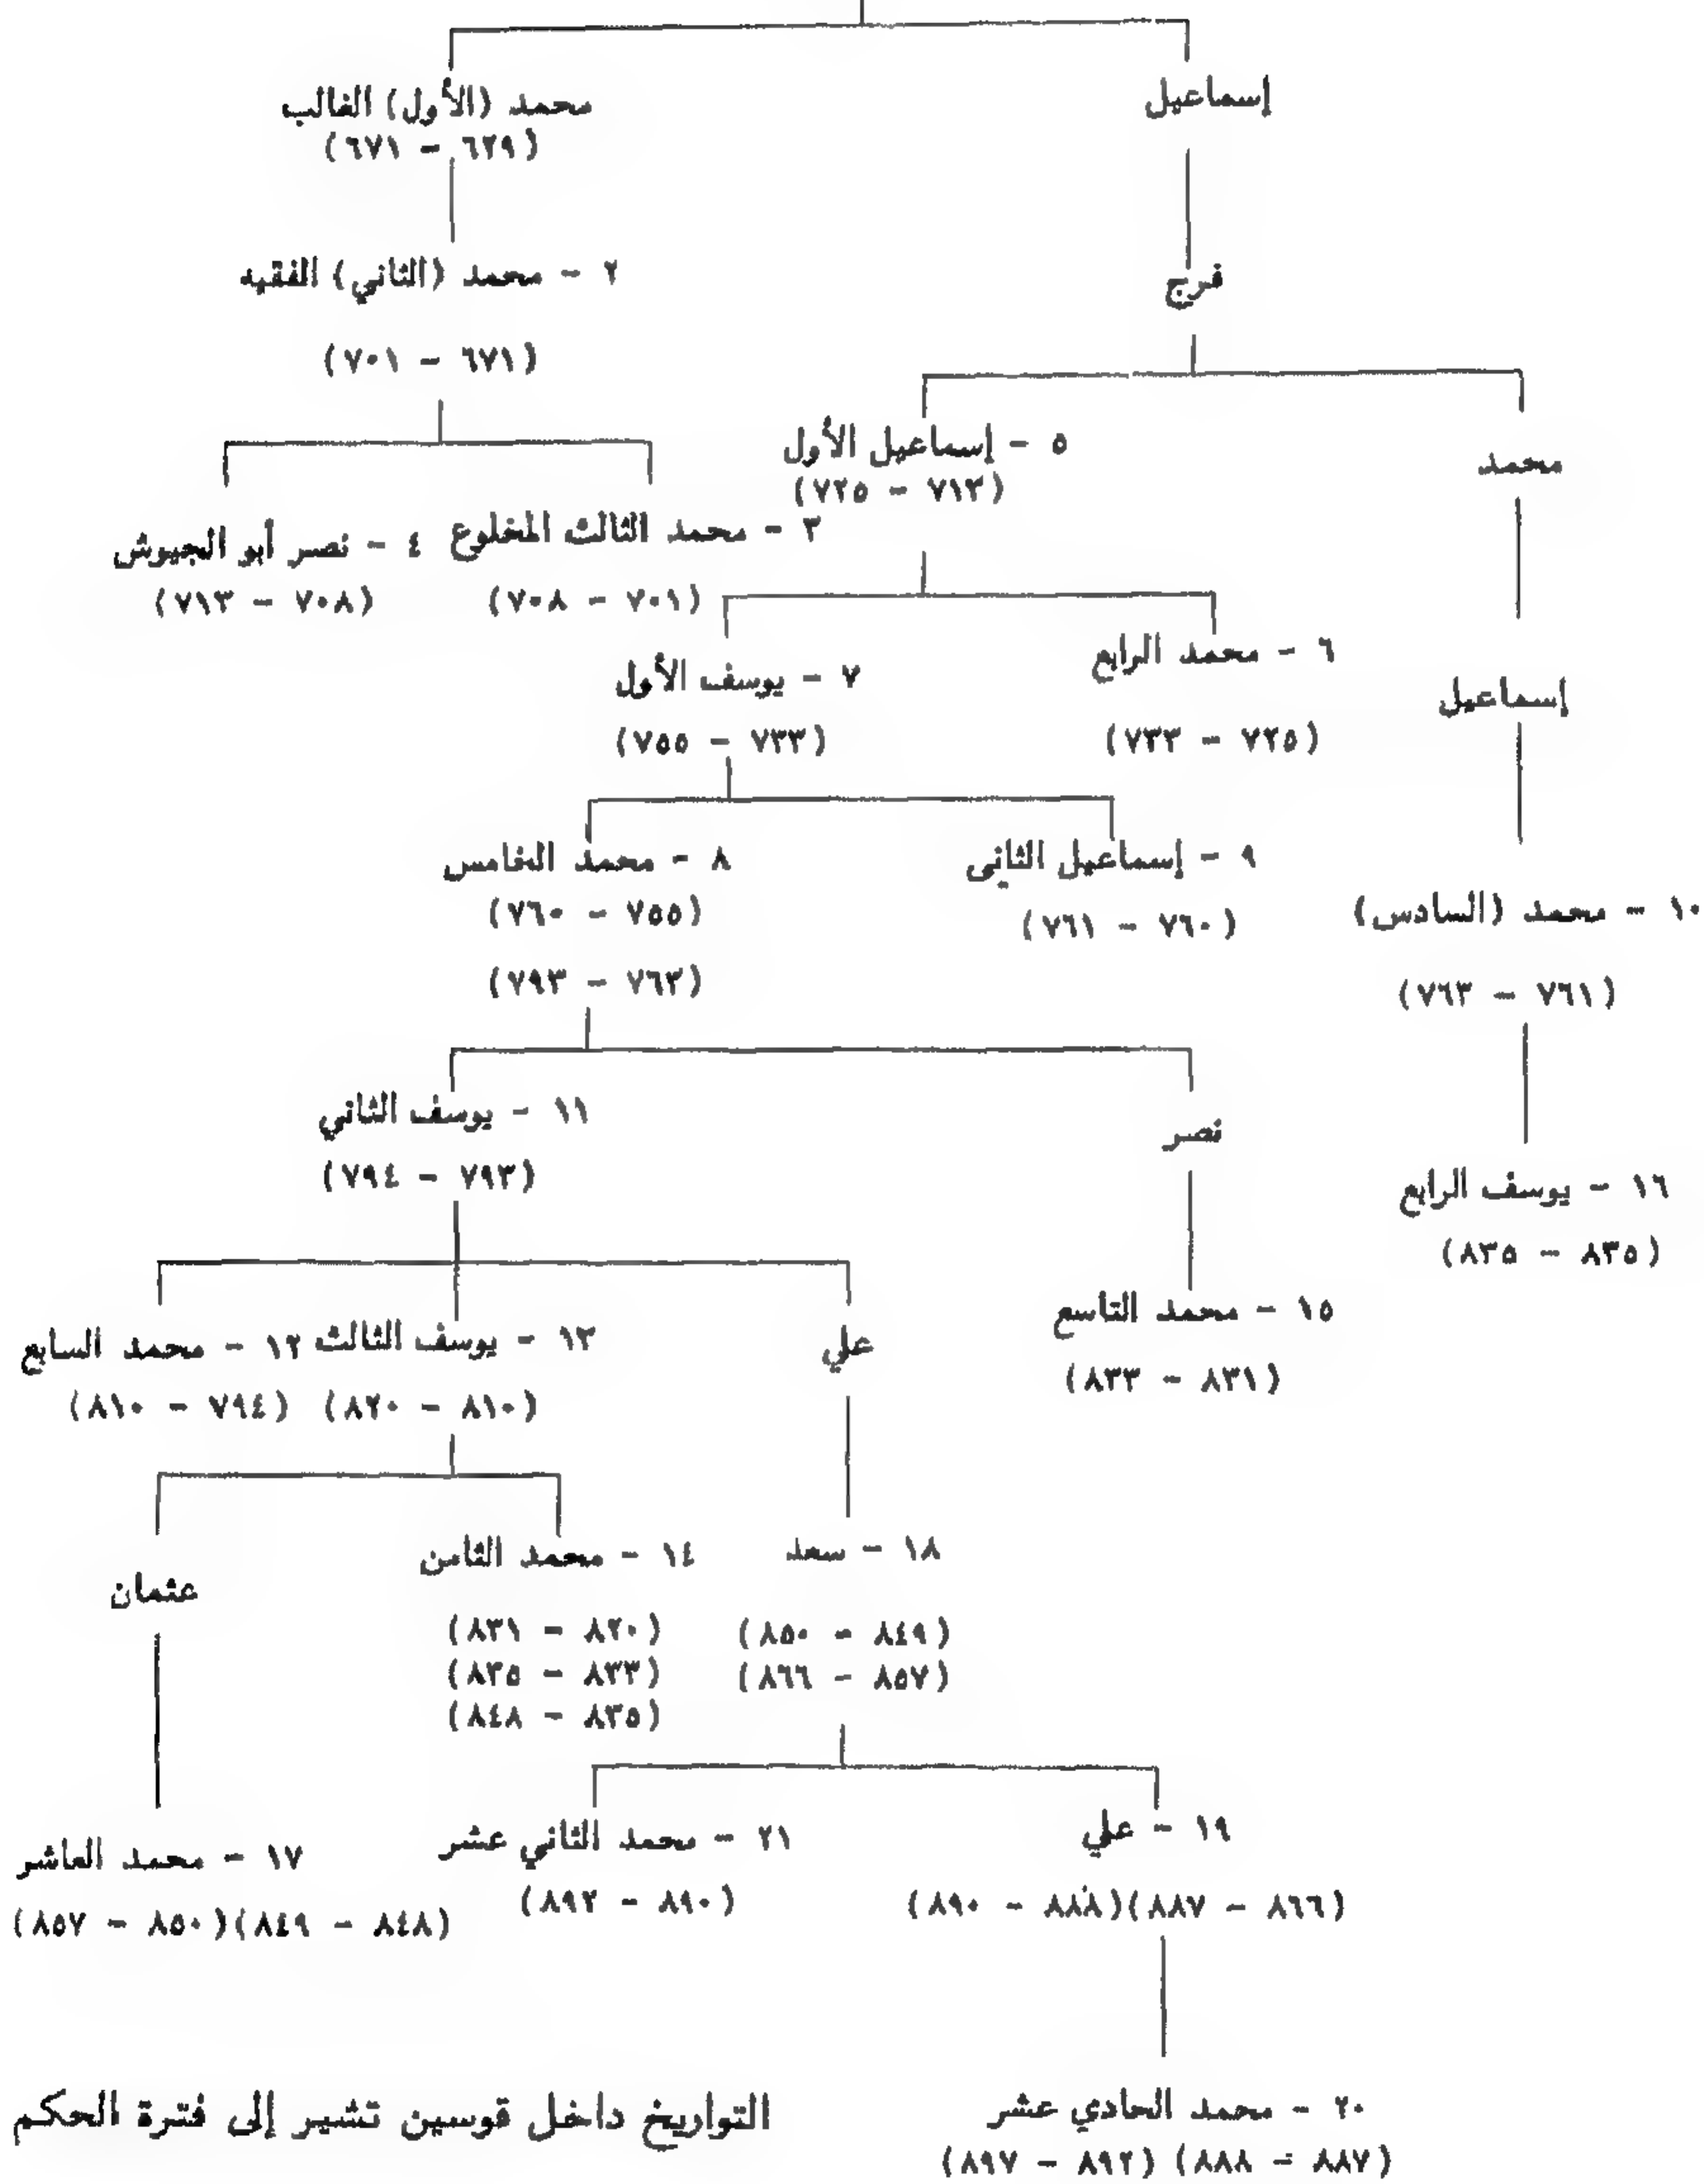 إسماعيل
محمد (الأول) الغالب
(٦٢٩ - ٦٧١)
٢ - محمد (الثاني) الفقيه
فرج
(٦٧١ - ٧٠١)
٥ - إسماعيل الأول
محمد
(٧١٣ - ٧٢٥)
٣ - محمد الثالث المخلوع
٤ - نصر أبو الجيوش
(٧٠١ - ٧٠٨)
(٧٠٨ - ٧١٣)
٦ - محمد الرابع
٧ - يوسف الأول
إسماعيل
(٧٢٥ - ٧٣٣)
(٧٣٣ - ٧٥٥)
٩ - إسماعيل الثاني
٨ - محمد الخامس
١٠ - محمد (السادس)
(٧٦٠ - ٧٦١)
(٧٥٥ - ٧٦٠)
(٧٦٣ - ٧٩٣)
(٧٦١ - ٧٦٣)
١١ - يوسف الثاني
نصر
(٧٩٣ - ٧٩٤)
١٦ - يوسف الرابع
(٨٣٥ - ٨٣٥)
١٥ - محمد التاسع
(٨٣١ - ٨٣٣)
علي
١٣ - يوسف الثالث
١٢ - محمد السابع
(٨١٠ - ٨٢٠)
(٧٩٤ - ٨١٠)
١٨ - سعد
١٤ - محمد الثامن
عثمان
(٨٤٩ - ٨٥٠)
(٨٢٠ - ٨٣١)
(٨٥٧ - ٨٦٦)
(٨٣٣ - ٨٣٥)
(٨٣٥ - ٨٤٨)
١٩ - علي
٢١ - محمد الثاني عشر
١٧ - محمد العاشر
(٨٦٦ - ٨٨٧)(٨٨٨ - ٨٩٠)
(٨٩٠ - ٨٩٢)
(٨٤٨ - ٨٤٩)(٨٥٠ - ٨٥٧)
٢٠ - محمد الحادي عشر
(٨٨٧ - ٨٨٨) (٨٩٢ - ٨٩٧)
التواريخ داخل قوسين تشير إلى فترة الحكم